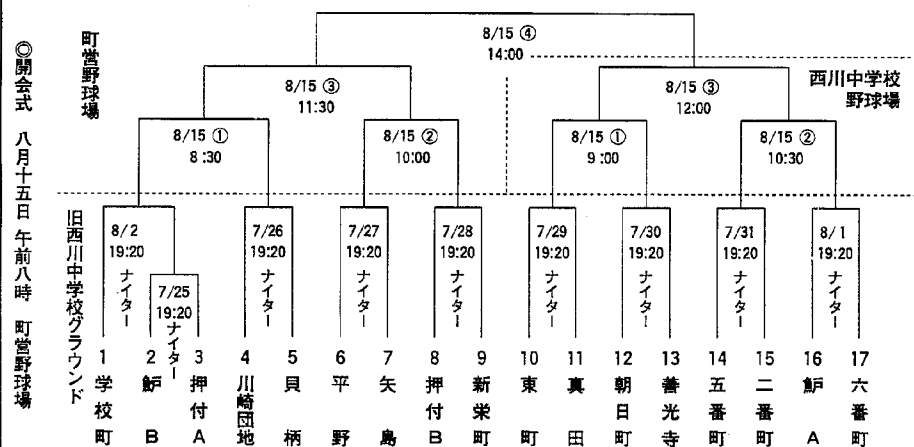 ◎開会式 八月十五日 午前八時 町営野球場
町営野球場
旧西川中学校グラウンド
西川中学校
野球場
8/15 ④
14:00
8/15 ③
11:30
8/15 ③
12:00
8/15 ①
8:30
8/15 ②
10:00
8/15 ①
9:00
8/15 ②
10:30
8/2
19:20
ナイター
7/25
19:20
ナイター
7/26
19:20
ナイター
7/27
19:20
ナイター
7/28
19:20
ナイター
7/29
19:20
ナイター
7/30
19:20
ナイター
7/31
19:20
ナイター
8/1
19:20
ナイター
1 学校町
2 鱸B
3 押付A
4 川崎団地
5 貝柄
6 平野
7 矢島
8 押付B
9 新栄町
10 東町
11 真田
12 朝日町
13 善光寺
14 五番町
15 二番町
16 鱸A
17 六番町